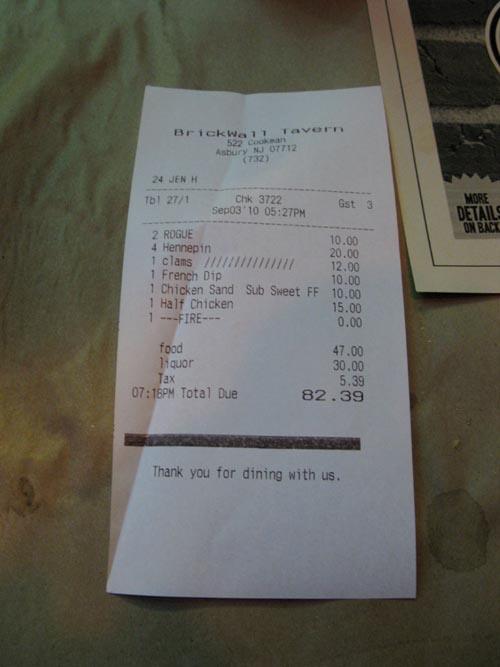 BrickWall Tavern
522 Cookman
Asbury NJ 07712
(732)
24 JEN H
Tbl 27/1 Chk 3722 Gst 3
Sep03'10 05:27PM
2 ROGUE 10.00
4 Hennepin 20.00
1 clams /////////////// 12.00
1 French Dip 10.00
1 Chicken Sand Sub Sweet FF 10.00
1 Half Chicken 15.00
1 ---FIRE--- 0.00
food 47.00
liquor 30.00
Tax 5.39
07:18PM Total Due 82.39
Thank you for dining with us.
MORE
DETAILS
ON BACK